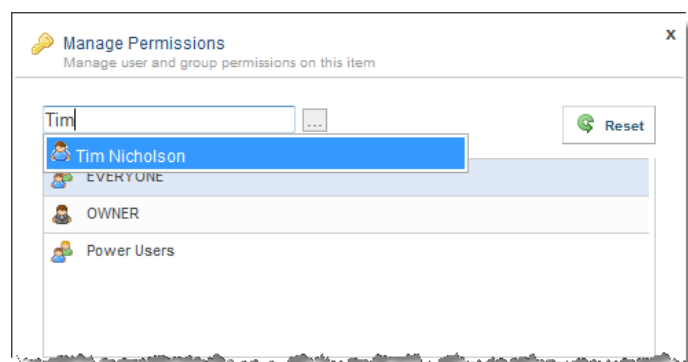 Manage Permissions
x
Manage user and group permissions on this item
Tim
...
Reset
Tim Nicholson
EVERYONE
OWNER
Power Users